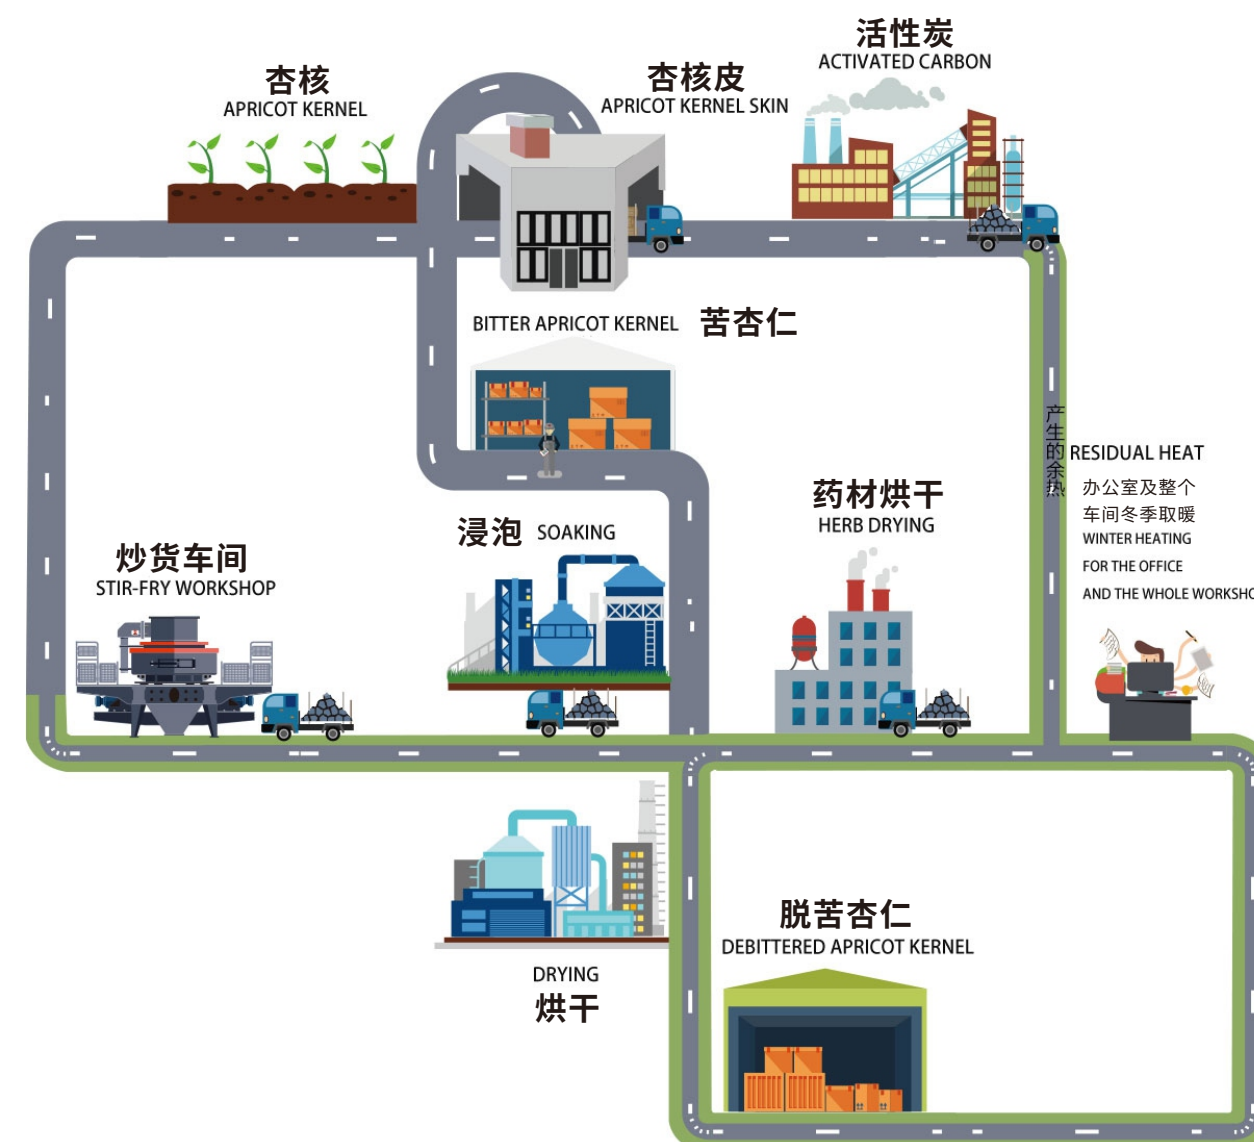 活性炭
ACTIVATED CARBON
杏核
APRICOT KERNEL
杏核皮
APRICOT KERNEL SKIN
BITTER APRICOT KERNEL 苦杏仁
产生的余热
RESIDUAL HEAT
办公室及整个
车间冬季取暖
WINTER HEATING
FOR THE OFFICE
AND THE WHOLE WORKSHO
药材烘干
HERB DRYING
浸泡 SOAKING
炒货车间
STIR-FRY WORKSHOP
脱苦杏仁
DEBITTERED APRICOT KERNEL
DRYING
烘干